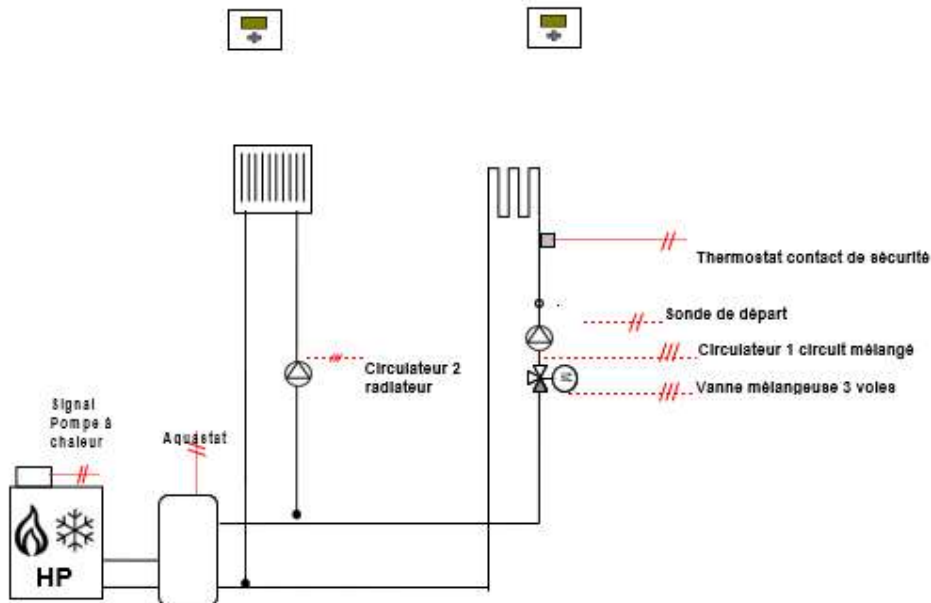 Thermostat contact de sécurité
Sonde de départ
Circulateur 1 circuit mélangé
Circulateur 2
radiateur
Vanne mélangeuse 3 voies
Signal
Pompe à
chaleur
Aquastat
HP